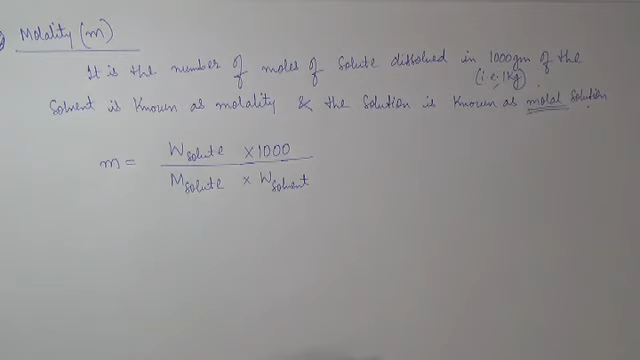 Molality (m)
It is the number of moles of solute dissolved in 1000gm of the
(i.e. 1kg)
solvent is known as molality & the solution is known as molal solution
m = W solute × 1000
M solute × W solvent